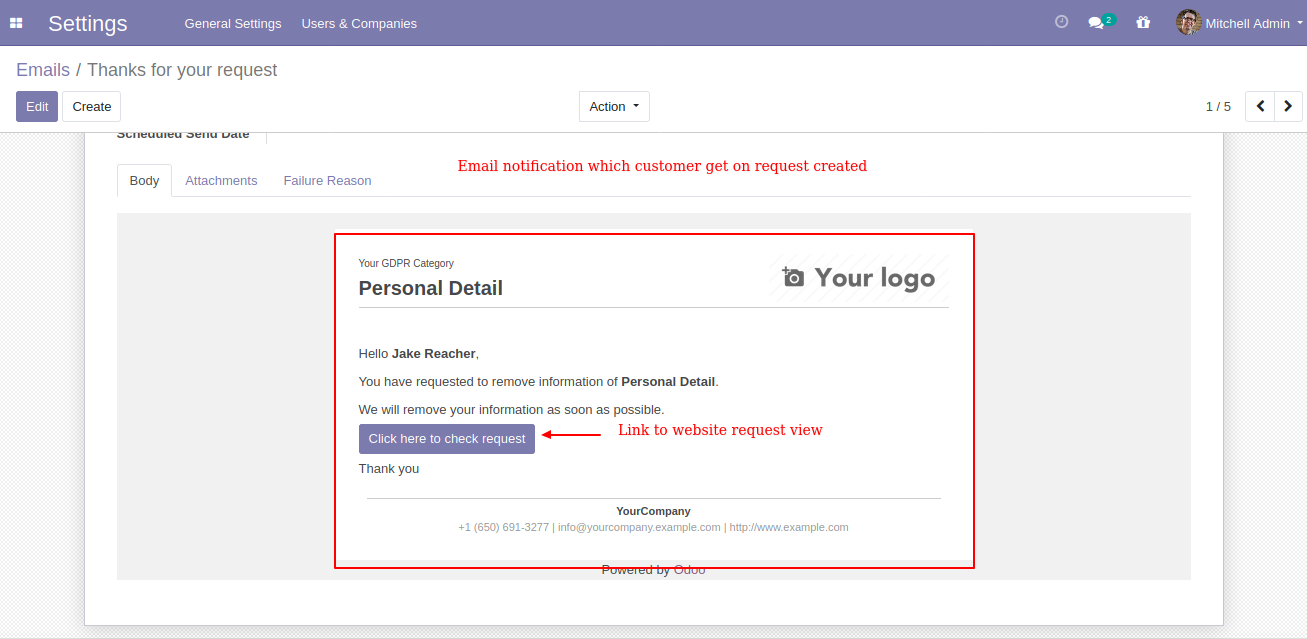 Settings General Settings Users & Companies 2 Mitchell Admin
Emails / Thanks for your request
Edit Create Action 1 / 5
Scheduled Send Date
Email notification which customer get on request created
Body Attachments Failure Reason
Your GDPR Category
Personal Detail
Your logo
Hello Jake Reacher,
You have requested to remove information of Personal Detail.
We will remove your information as soon as possible.
Click here to check request
Link to website request view
Thank you
YourCompany
+1 (650) 691-3277 | info@yourcompany.example.com | http://www.example.com
Powered by Odoo